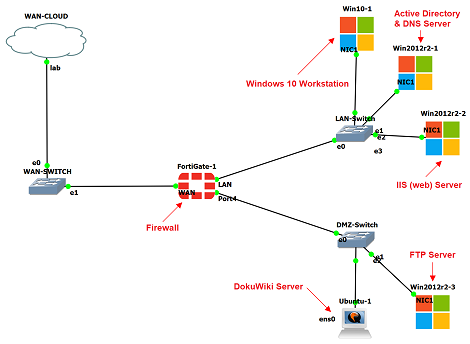 WAN-CLOUD
lab
e0
WAN-SWITCH
e1
FortiGate-1
WAN
LAN
Port4
Firewall
Win10-1
NIC1
Windows 10 Workstation
Active Directory
& DNS Server
Win2012r2-1
NIC1
LAN-Switch
e0
e1
e2
e3
Win2012r2-2
NIC1
IIS (web) Server
DMZ-Switch
e0
e1
e2
DokuWiki Server
Ubuntu-1
ens0
FTP Server
Win2012r2-3
NIC1